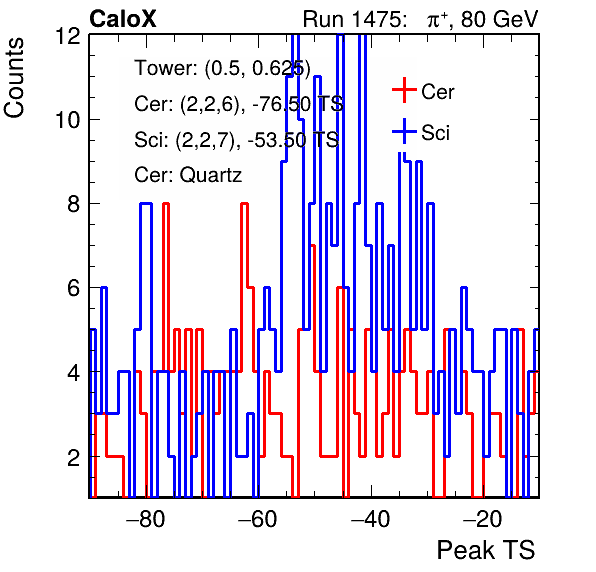 CaloX Run 1475: π⁺, 80 GeV
Counts
12
10
8
6
4
2
Tower: (0.5, 0.625)
Cer: (2,2,6), -76.50 TS
Sci: (2,2,7), -53.50 TS
Cer: Quartz
Cer
Sci
−80 −60 −40 −20
Peak TS